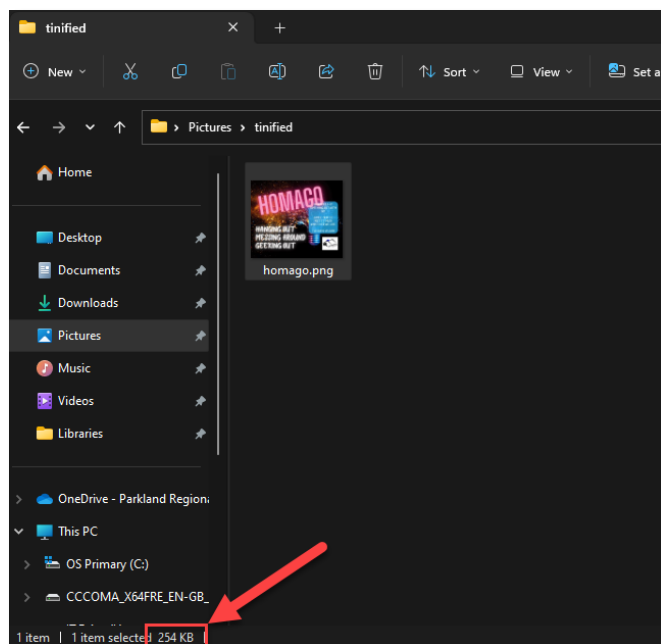 tinified
New
Sort
View
Set a
Pictures > tinified
Home
Desktop
Documents
Downloads
Pictures
Music
Videos
Libraries
OneDrive - Parkland Region
This PC
OS Primary (C:)
CCCOMA_X64FRE_EN-GB_
HOMAGO
HANGING OUT
MESSING AROUND
GETTING OUT
homago.png
1 item | 1 item selected 254 KB